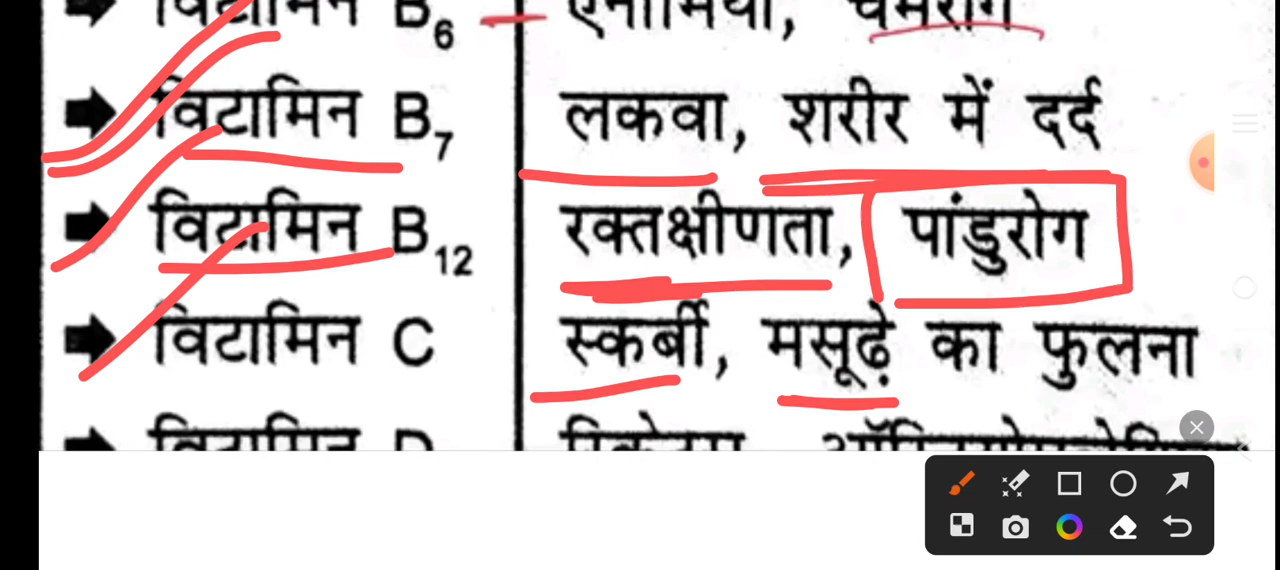 विटामिन B6 एनीमिया, चर्मरोग
विटामिन B7 लकवा, शरीर में दर्द
विटामिन B12 रक्तक्षीणता, पांडुरोग
विटामिन C स्कर्बी, मसूढ़े का फुलना
विटामिन D